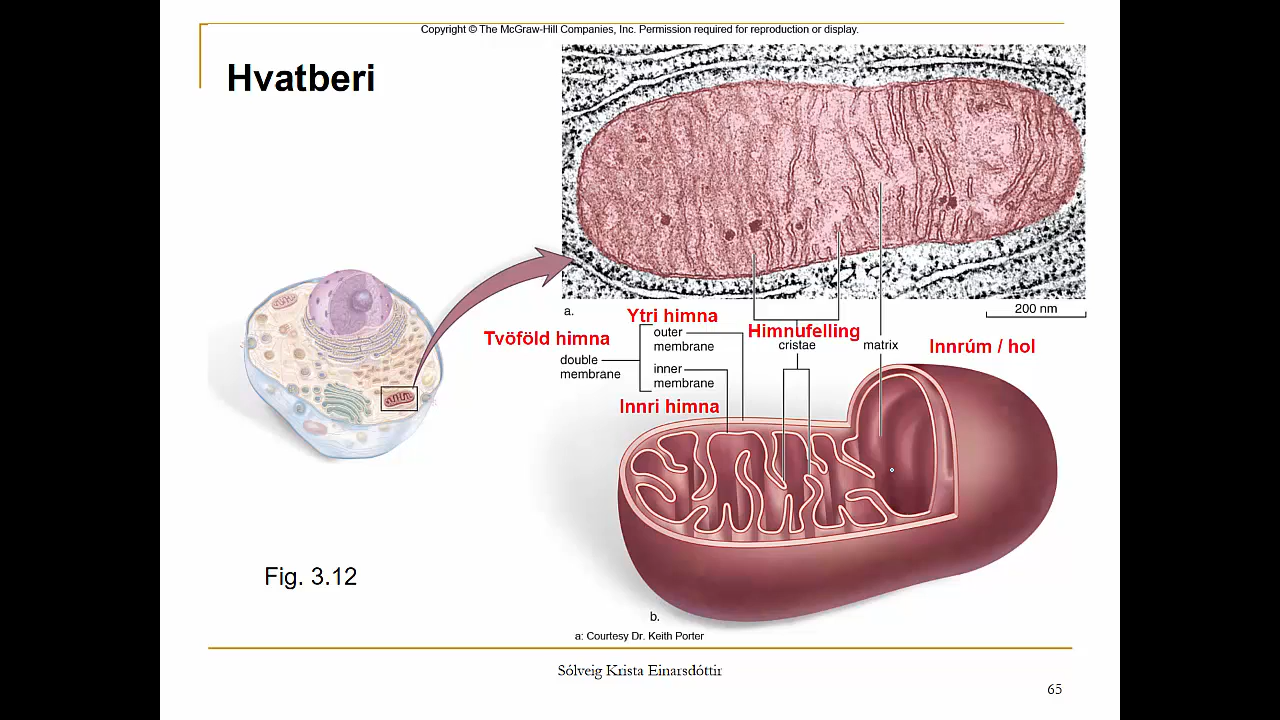 Copyright © The McGraw-Hill Companies, Inc. Permission required for reproduction or display.
Hvatberi
a.
200 nm
Ytri himna
Tvöföld himna
outer
membrane
double
membrane
inner
membrane
Innri himna
Himnufelling
cristae
matrix
Innrúm / hol
Fig. 3.12
b.
a: Courtesy Dr. Keith Porter
Sólveig Krista Einarsdóttir
65